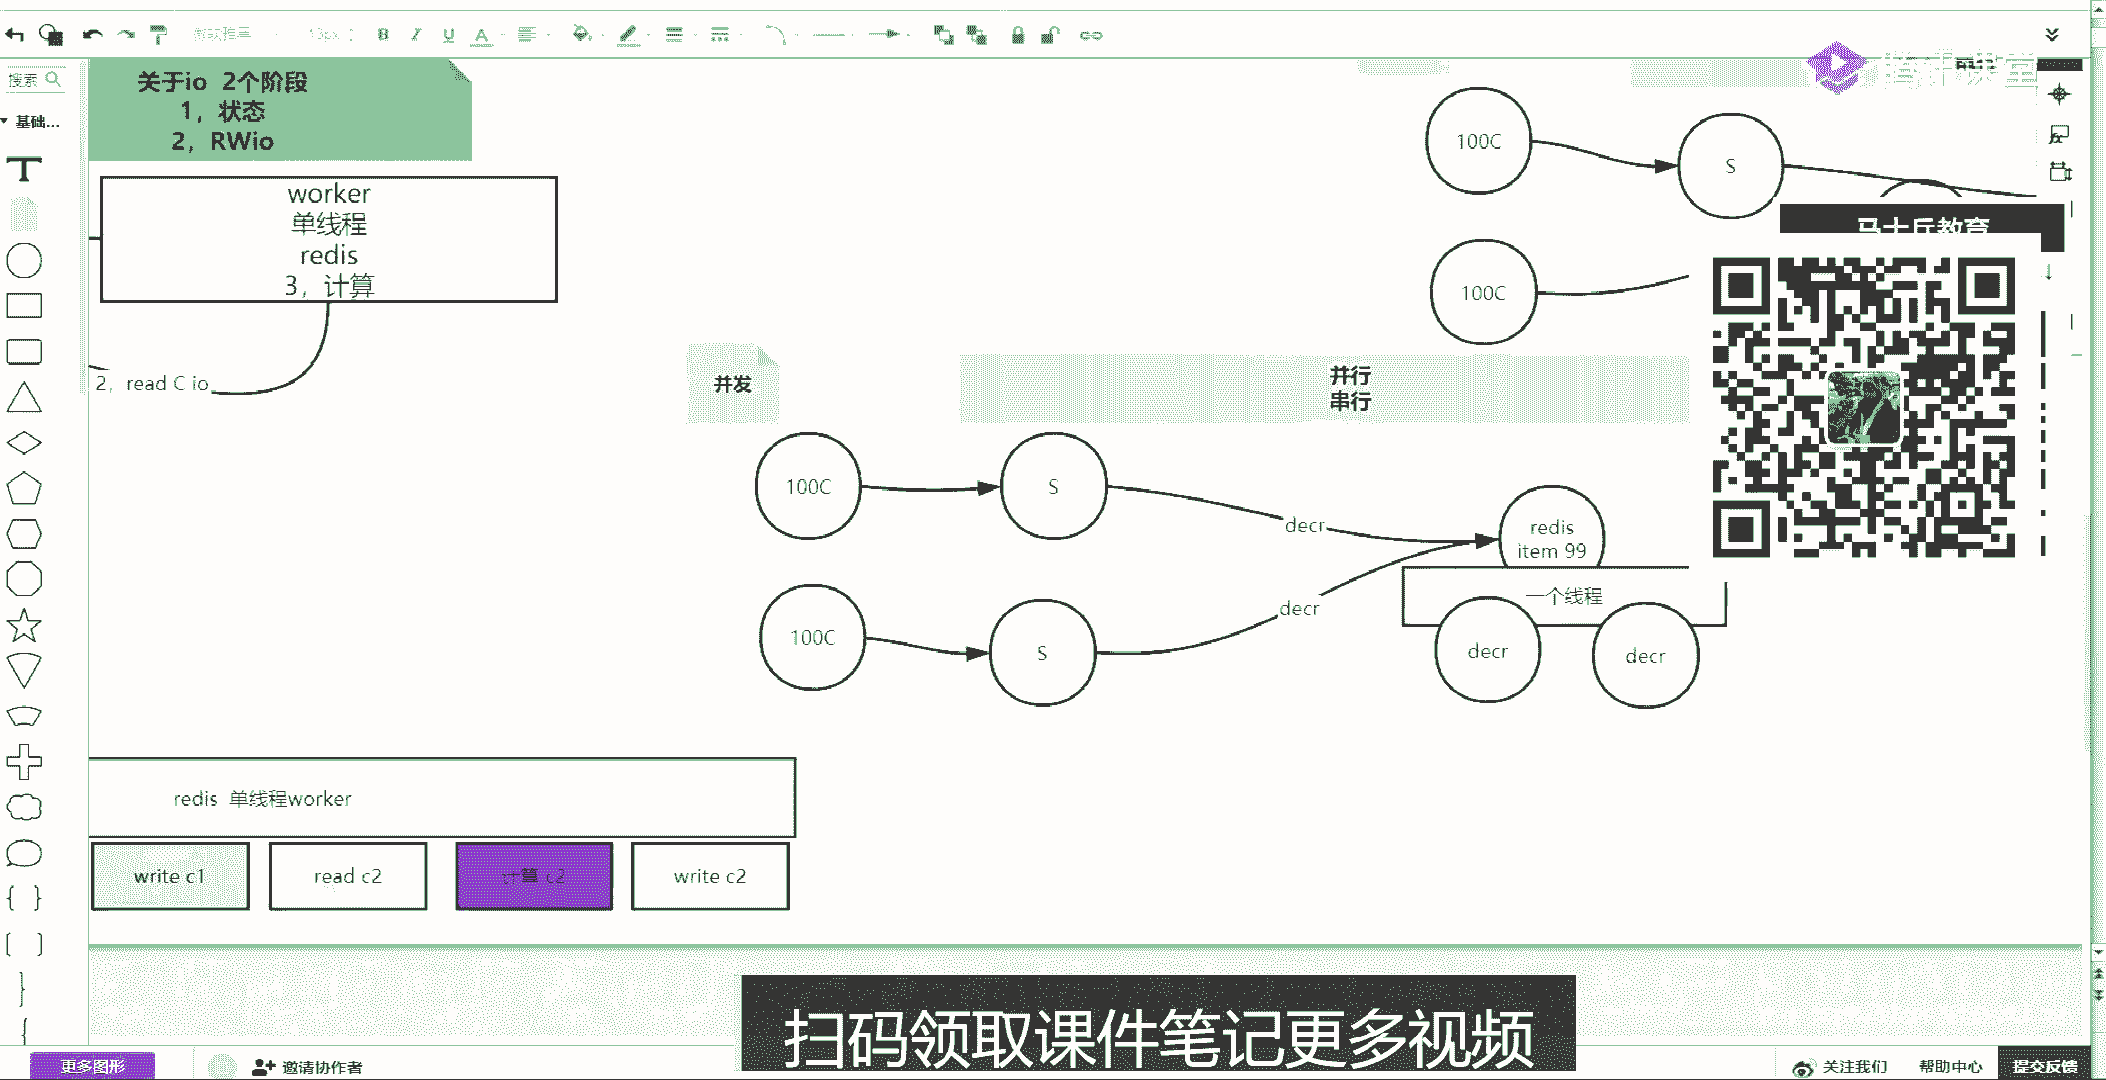 搜索
基础...
关于io 2个阶段
1，状态
2，RWio
worker
单线程
redis
3，计算
2，read C io
100C
S
100C
马士兵教育
并发
并行
串行
100C
S
decr
redis
item 99
一个线程
100C
S
decr
decr
decr
redis 单线程worker
write c1
read c2
计算 c2
write c2
扫码领取课件笔记更多视频
更多图形
邀请协作者
关注我们
帮助中心
提交反馈